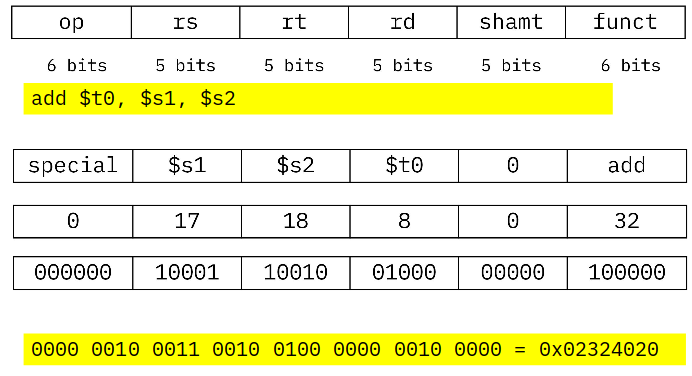 op rs rt rd shamt funct
6 bits 5 bits 5 bits 5 bits 5 bits 6 bits
add $t0, $s1, $s2
special $s1 $s2 $t0 0 add
0 17 18 8 0 32
000000 10001 10010 01000 00000 100000
0000 0010 0011 0010 0100 0000 0010 0000 = 0x02324020